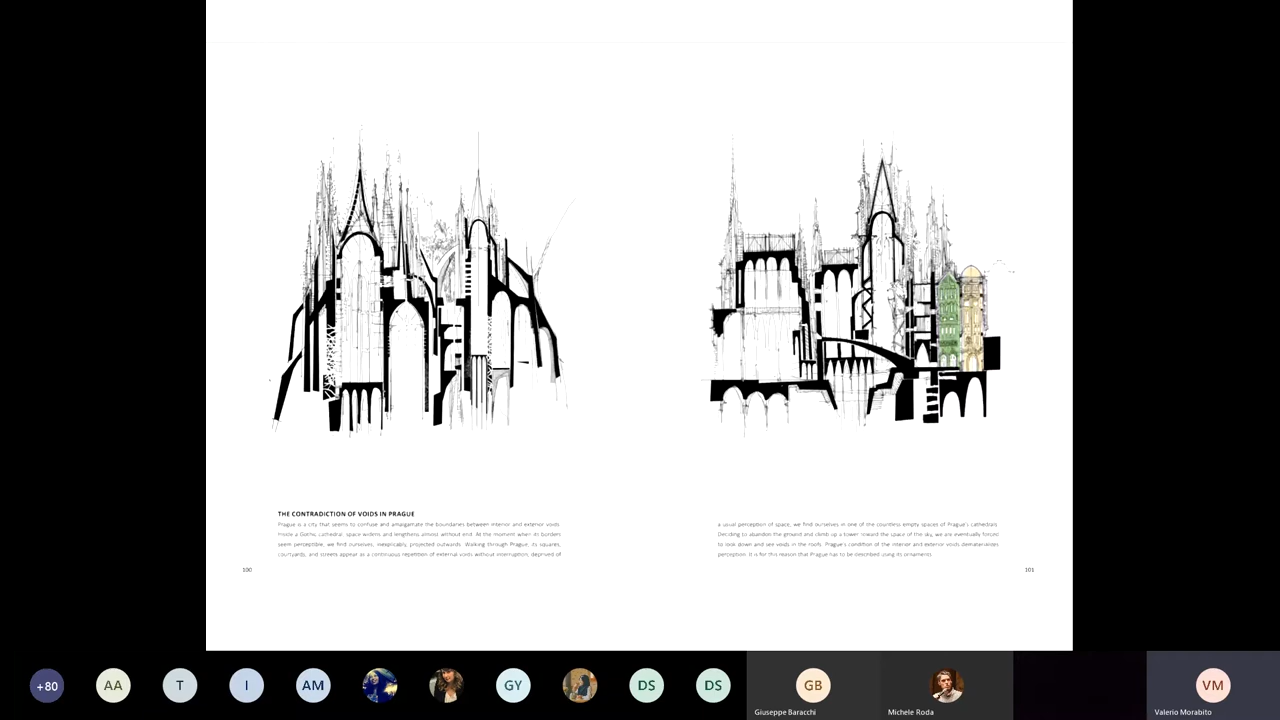 THE CONTRADICTION OF VOIDS IN PRAGUE
Prague is a city that seems to confuse and amalgamate the boundaries between interior and exterior voids.
Inside a Gothic cathedral, space widens and lengthens almost without end. At the moment when its borders
seem perceptible, we find ourselves, inexplicably, projected outwards. Walking through Prague, its squares,
courtyards, and streets appear as a continuous repetition of external voids without interruption; deprived of
100
a usual perception of space, we find ourselves in one of the countless empty spaces of Prague's cathedrals.
Deciding to abandon the ground and climb up a tower toward the space of the sky, we are eventually forced
to look down and see voids in the roofs. Prague's condition of the interior and exterior voids dematerializes
perception. It is for this reason that Prague has to be described using its ornaments.
101
+80
AA
T
I
AM
GY
DS
DS
GB
Giuseppe Baracchi
Michele Roda
VM
Valerio Morabito